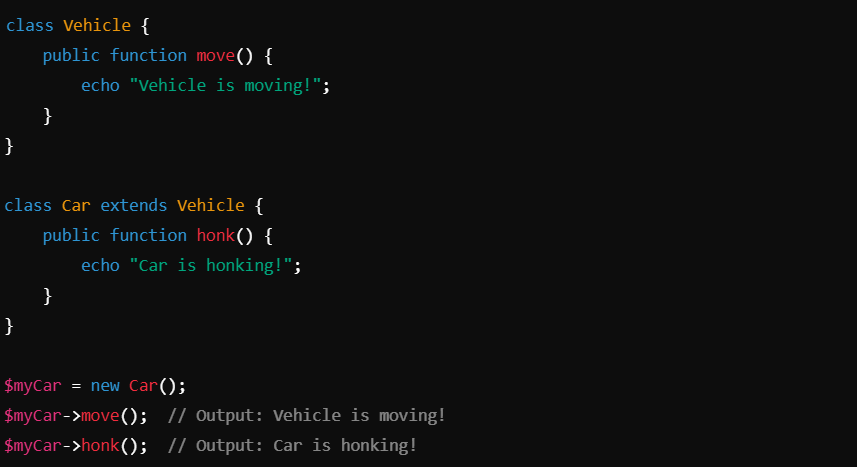 class Vehicle {
    public function move() {
        echo "Vehicle is moving!";
    }
}

class Car extends Vehicle {
    public function honk() {
        echo "Car is honking!";
    }
}

$myCar = new Car();
$myCar->move();  // Output: Vehicle is moving!
$myCar->honk();  // Output: Car is honking!